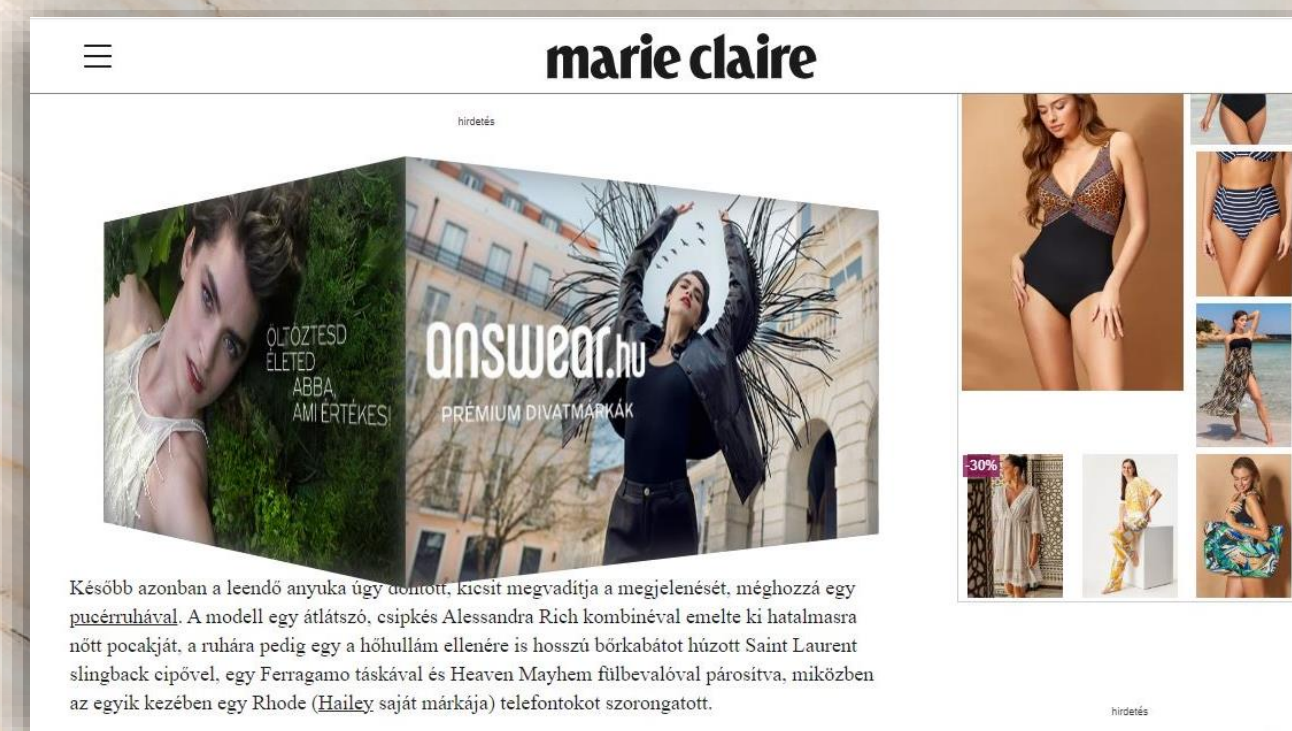 marie claire
hirdetés
ÖLTÖZTESD
ÉLETED
ABBA,
AMI ÉRTÉKES!
answear.hu
PRÉMIUM DIVATMÁRKÁK
-30%
Később azonban a leendő anyuka úgy döntött, kicsit megvadítja a megjelenését, méghozzá egy
pucérruhával. A modell egy átlátszó, csipkés Alessandra Rich kombinéval emelte ki hatalmasra
nőtt pocakját, a ruhára pedig egy a hőhullám ellenére is hosszú bőrkabátot húzott Saint Laurent
slingback cipővel, egy Ferragamo táskával és Heaven Mayhem fülbevalóval párosítva, miközben
az egyik kezében egy Rhode (Hailey saját márkája) telefontokot szorongatott.
hirdetés